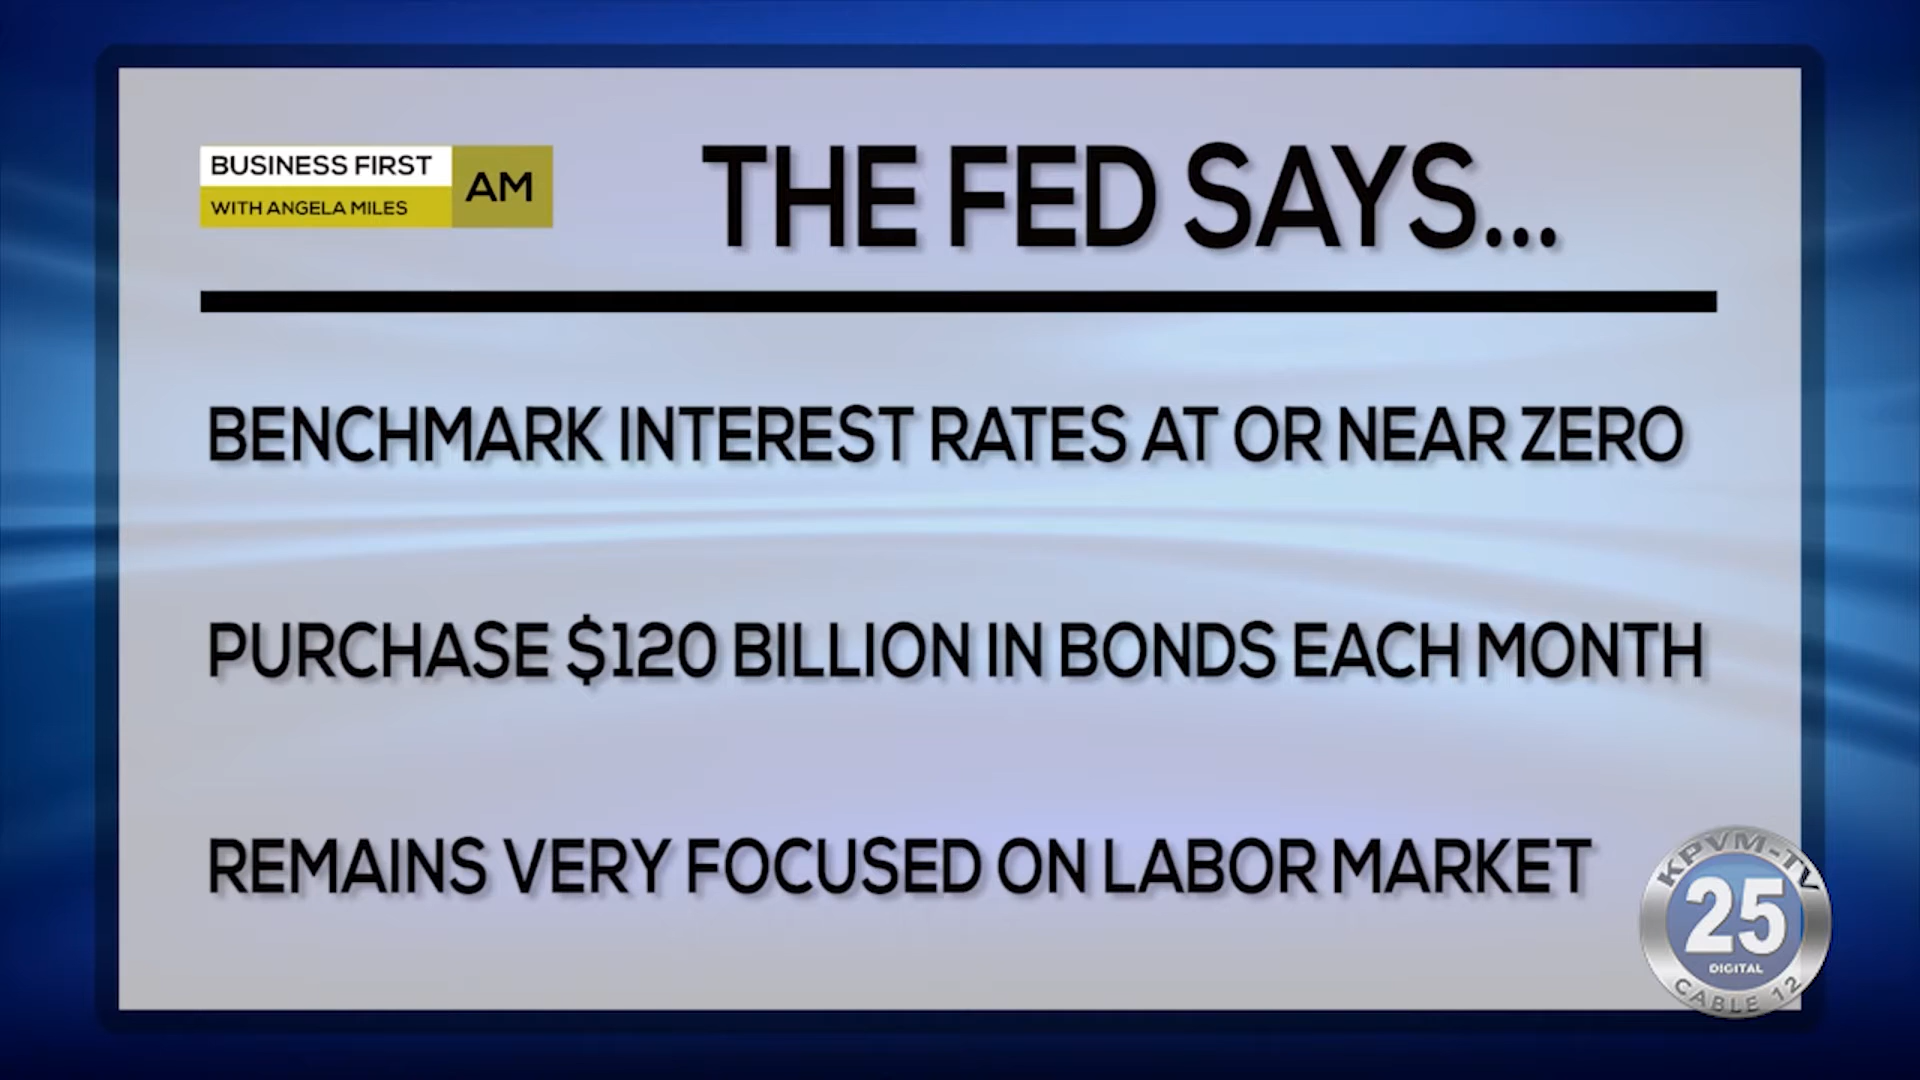 BUSINESS FIRST
WITH ANGELA MILES
AM
THE FED SAYS...
BENCHMARK INTEREST RATES AT OR NEAR ZERO
PURCHASE $120 BILLION IN BONDS EACH MONTH
REMAINS VERY FOCUSED ON LABOR MARKET
KPVM-TV
25
DIGITAL
CABLE 12